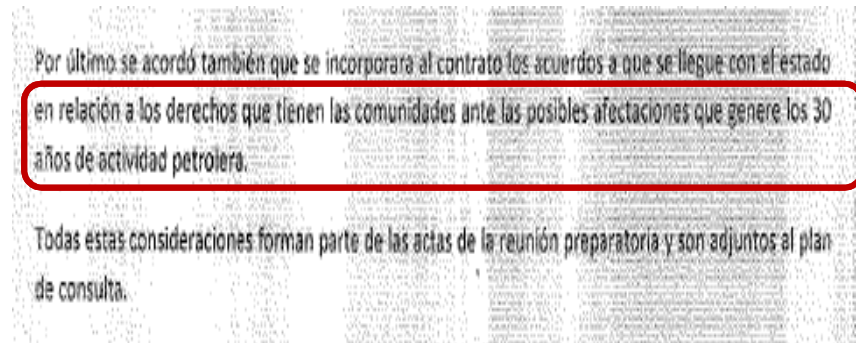 Por último se acordó también que se incorporara al contrato los acuerdos a que se llegue con el estado
en relación a los derechos que tienen las comunidades ante las posibles afectaciones que genere los 30
años de actividad petrolera.
Todas estas consideraciones forman parte de las actas de la reunión preparatoria y son adjuntos al plan
de consulta.